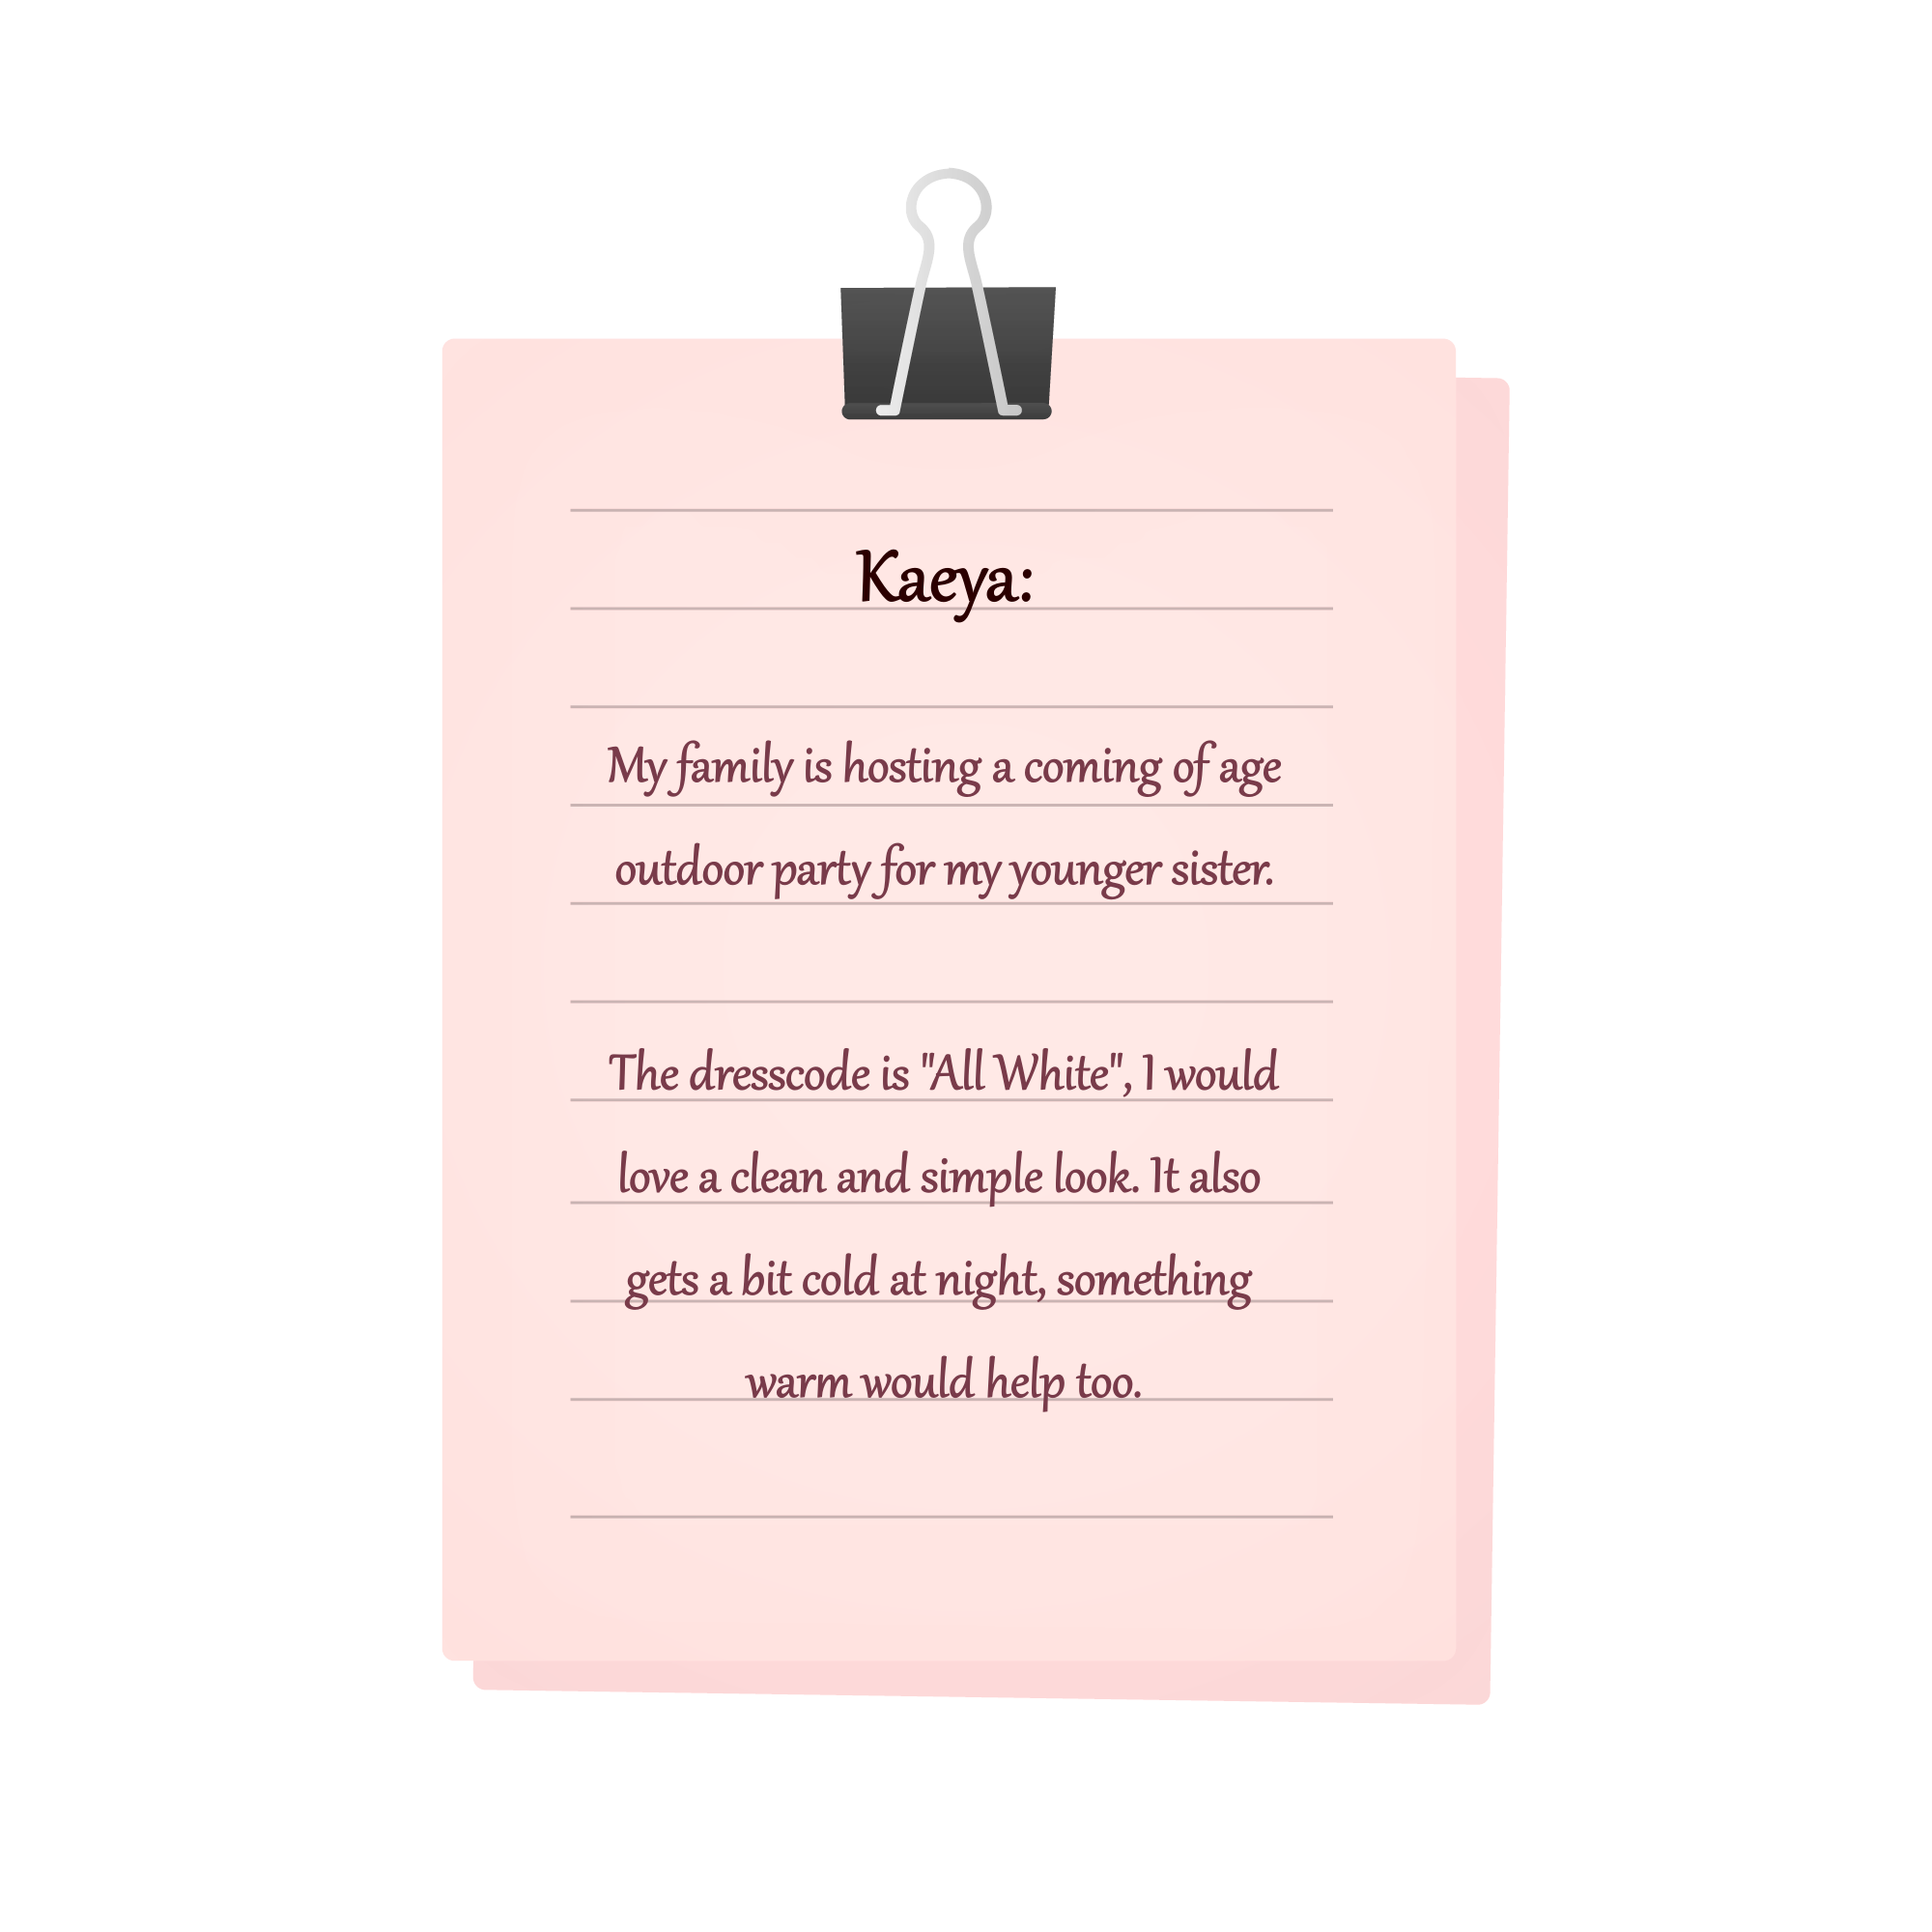 Kaeya:
My family is hosting a coming of age
outdoor party for my younger sister.
The dresscode is "All White", I would
love a clean and simple look. It also
gets a bit cold at night, something
warm would help too.